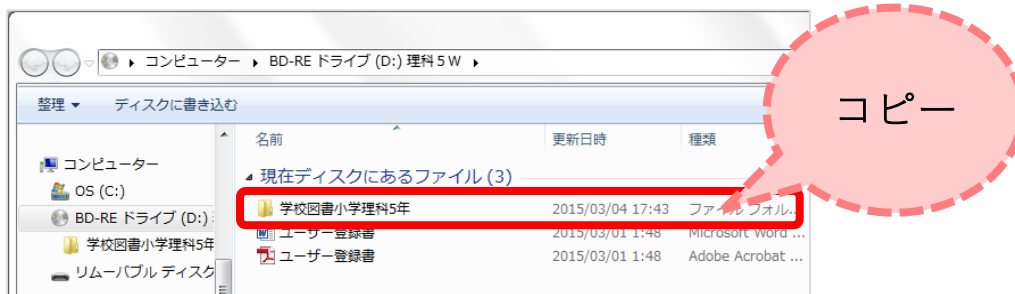 コンピューター ▸ BD-RE ドライブ (D:) 理科５W ▸
コピー
整理 ▼ ディスクに書き込む
名前 更新日時 種類
コンピューター
現在ディスクにあるファイル (3)
OS (C:)
学校図書小学理科5年 2015/03/04 17:43 ファイル フォル...
BD-RE ドライブ (D:)
ユーザー登録書 2015/03/01 1:48 Microsoft Word ...
学校図書小学理科5年
ユーザー登録書 2015/03/01 1:48 Adobe Acrobat ...
リムーバブル ディスク